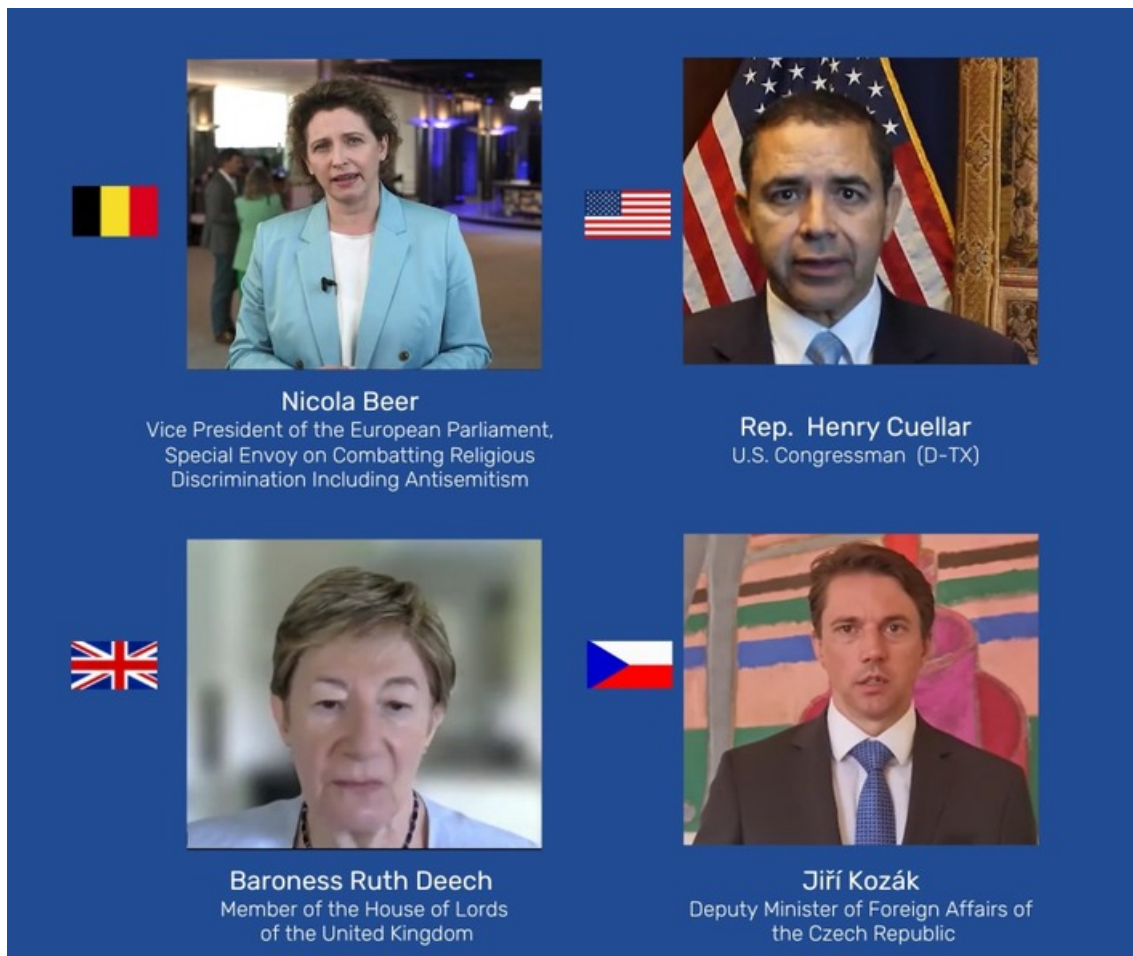 Nicola Beer
Vice President of the European Parliament,
Special Envoy on Combatting Religious
Discrimination Including Antisemitism
Rep. Henry Cuellar
U.S. Congressman (D-TX)
Baroness Ruth Deech
Member of the House of Lords
of the United Kingdom
Jiří Kozák
Deputy Minister of Foreign Affairs of
the Czech Republic